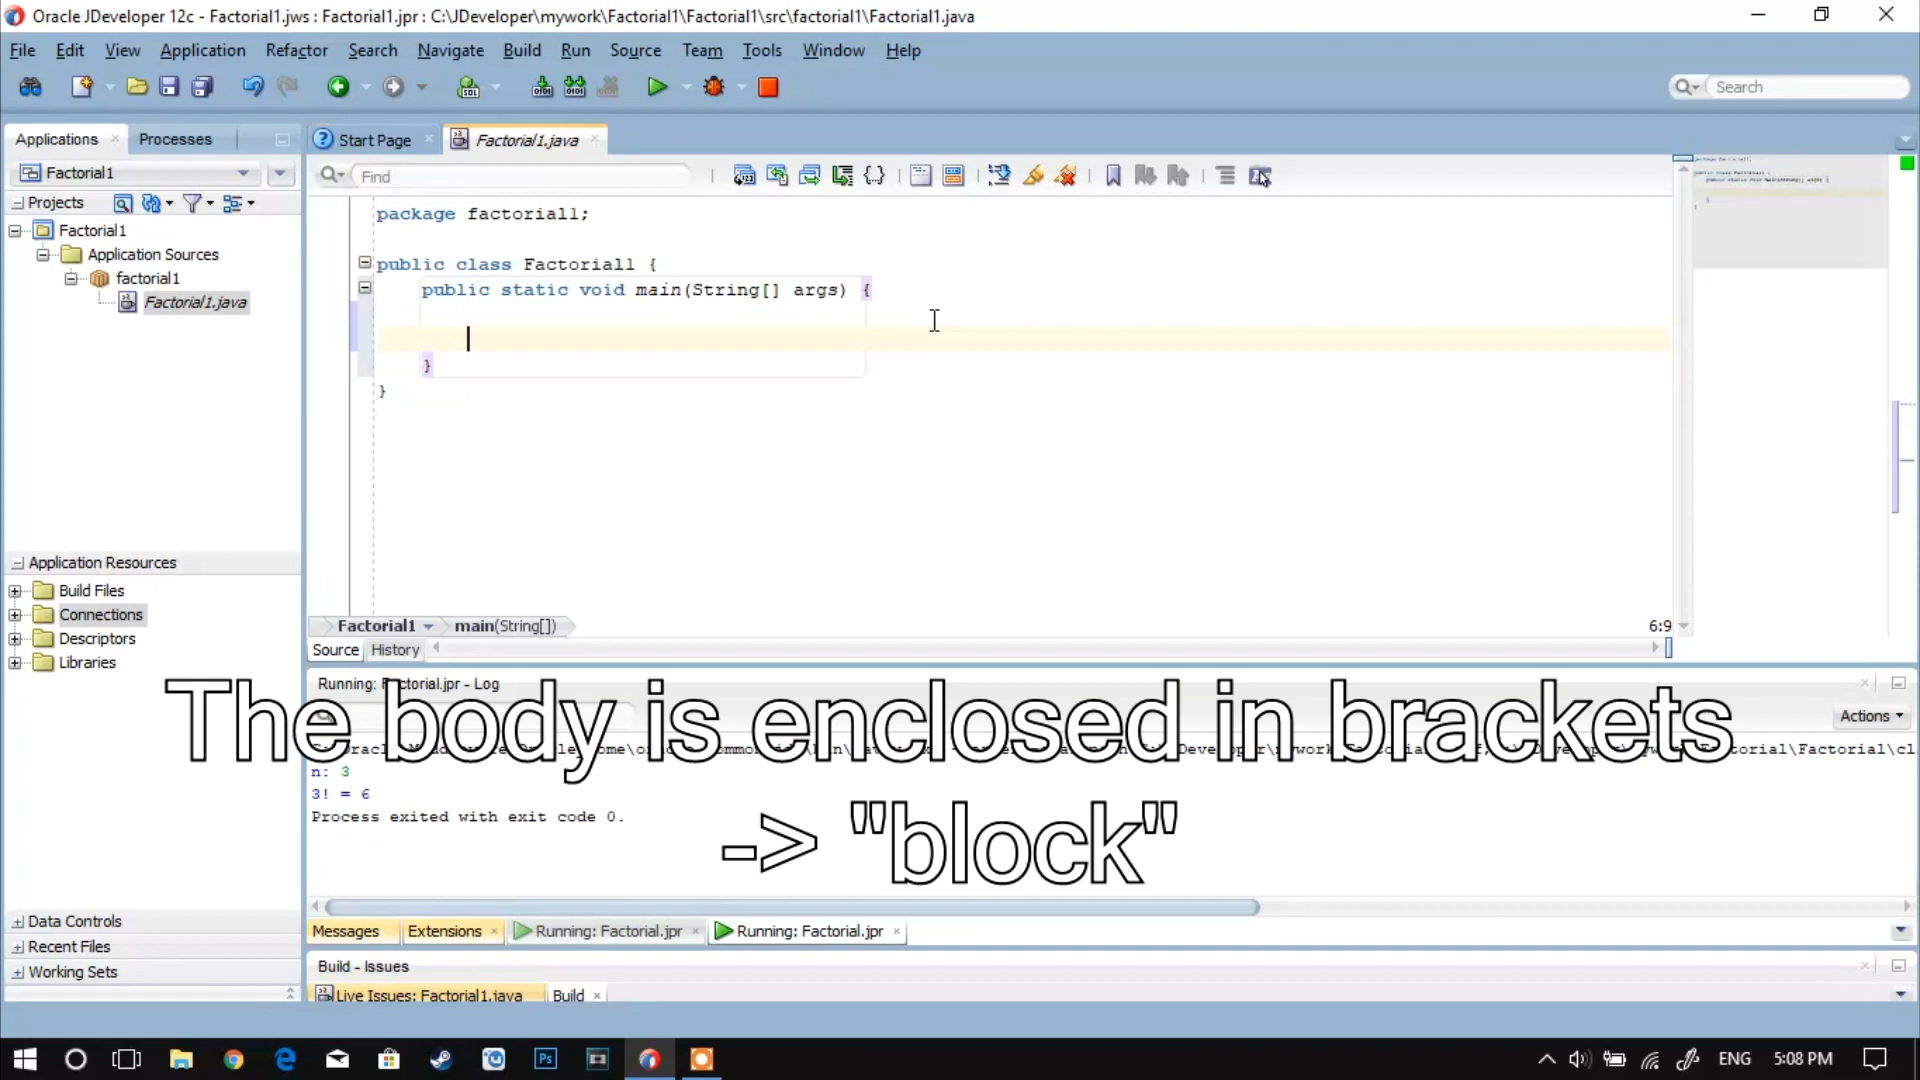 Oracle JDeveloper 12c - Factorial1.jws : Factorial1.jpr : C:\JDeveloper\mywork\Factorial1\Factorial1\src\factorial1\Factorial1.java
File Edit View Application Refactor Search Navigate Build Run Source Team Tools Window Help
Search
Applications Processes
Start Page Factorial1.java
Factorial1
Find
Projects
Factorial1
Application Sources
factorial1
Factorial1.java
package factorial1;
public class Factorial1 {
public static void main(String[] args) {
}
}
Application Resources
Build Files
Connections
Descriptors
Libraries
Factorial1 main(String[])
6:9
Source History
Running: Factorial.jpr - Log
Actions
The body is enclosed in brackets
-> "block"
n: 3
3! = 6
Process exited with exit code 0.
Data Controls
Recent Files
Working Sets
Messages Extensions Running: Factorial.jpr Running: Factorial.jpr
Build - Issues
Live Issues: Factorial1.java Build
ENG 5:08 PM